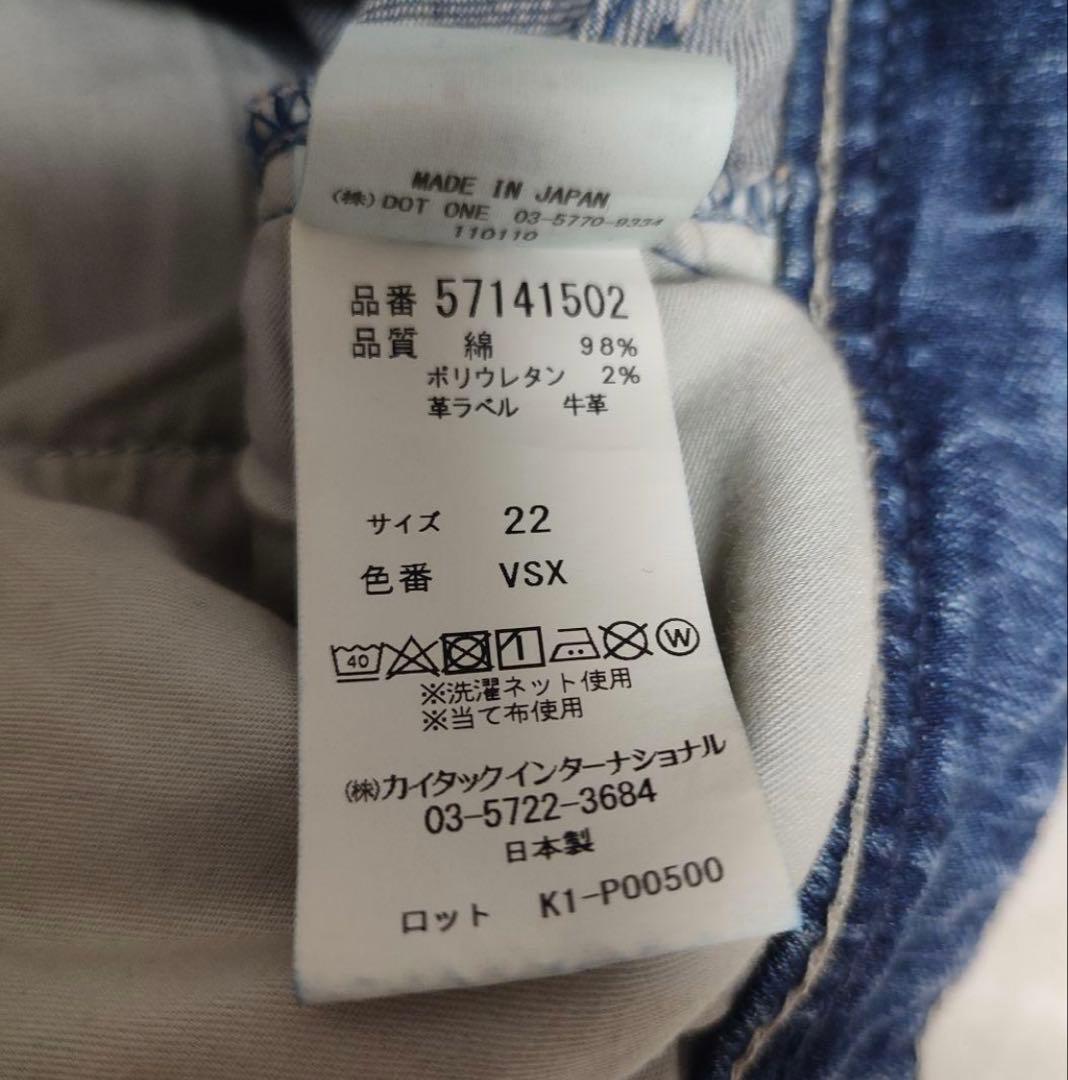 MADE IN JAPAN
(株) DOT ONE 03-5770-9334
110110
品番 57141502
品質 綿 98%
ポリウレタン 2%
革ラベル 牛革
サイズ 22
色番 VSX
40 W
※洗濯ネット使用
※当て布使用
(株)カイタックインターナショナル
03-5722-3684
日本製
ロット K1-P00500